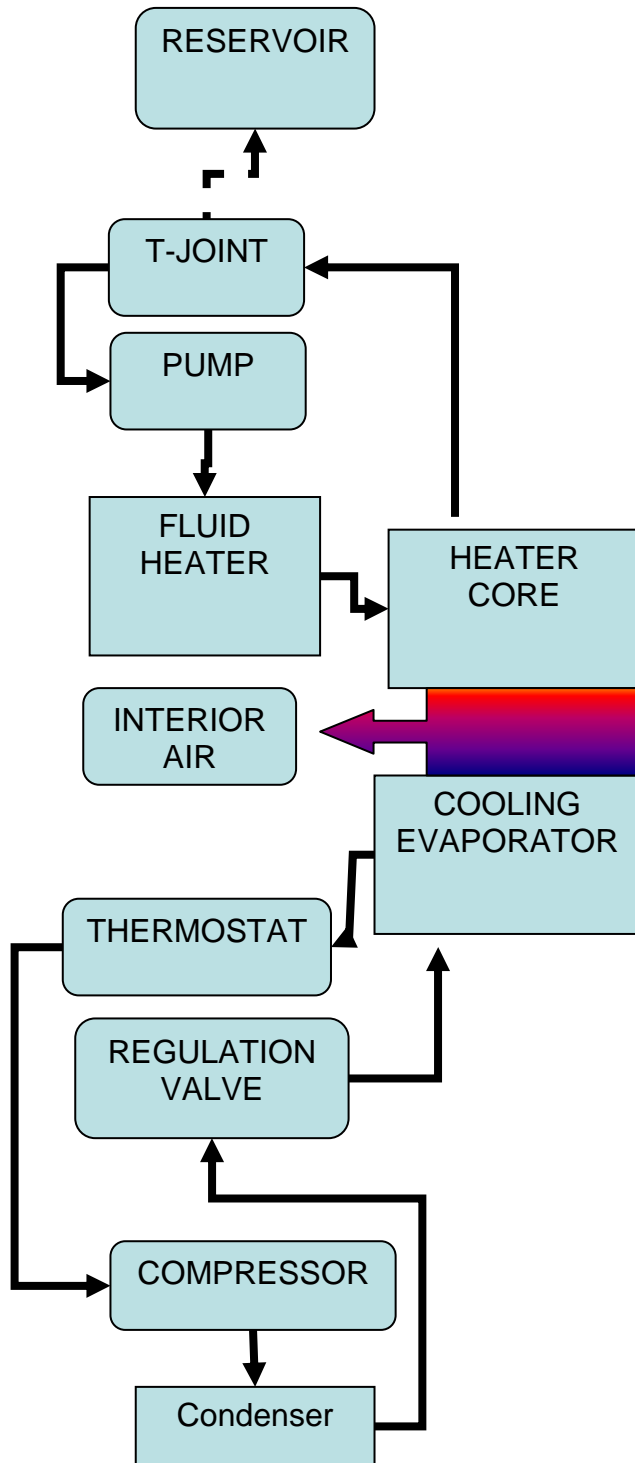 RESERVOIR
T-JOINT
PUMP
FLUID
HEATER
HEATER
CORE
INTERIOR
AIR
COOLING
EVAPORATOR
THERMOSTAT
REGULATION
VALVE
COMPRESSOR
Condenser